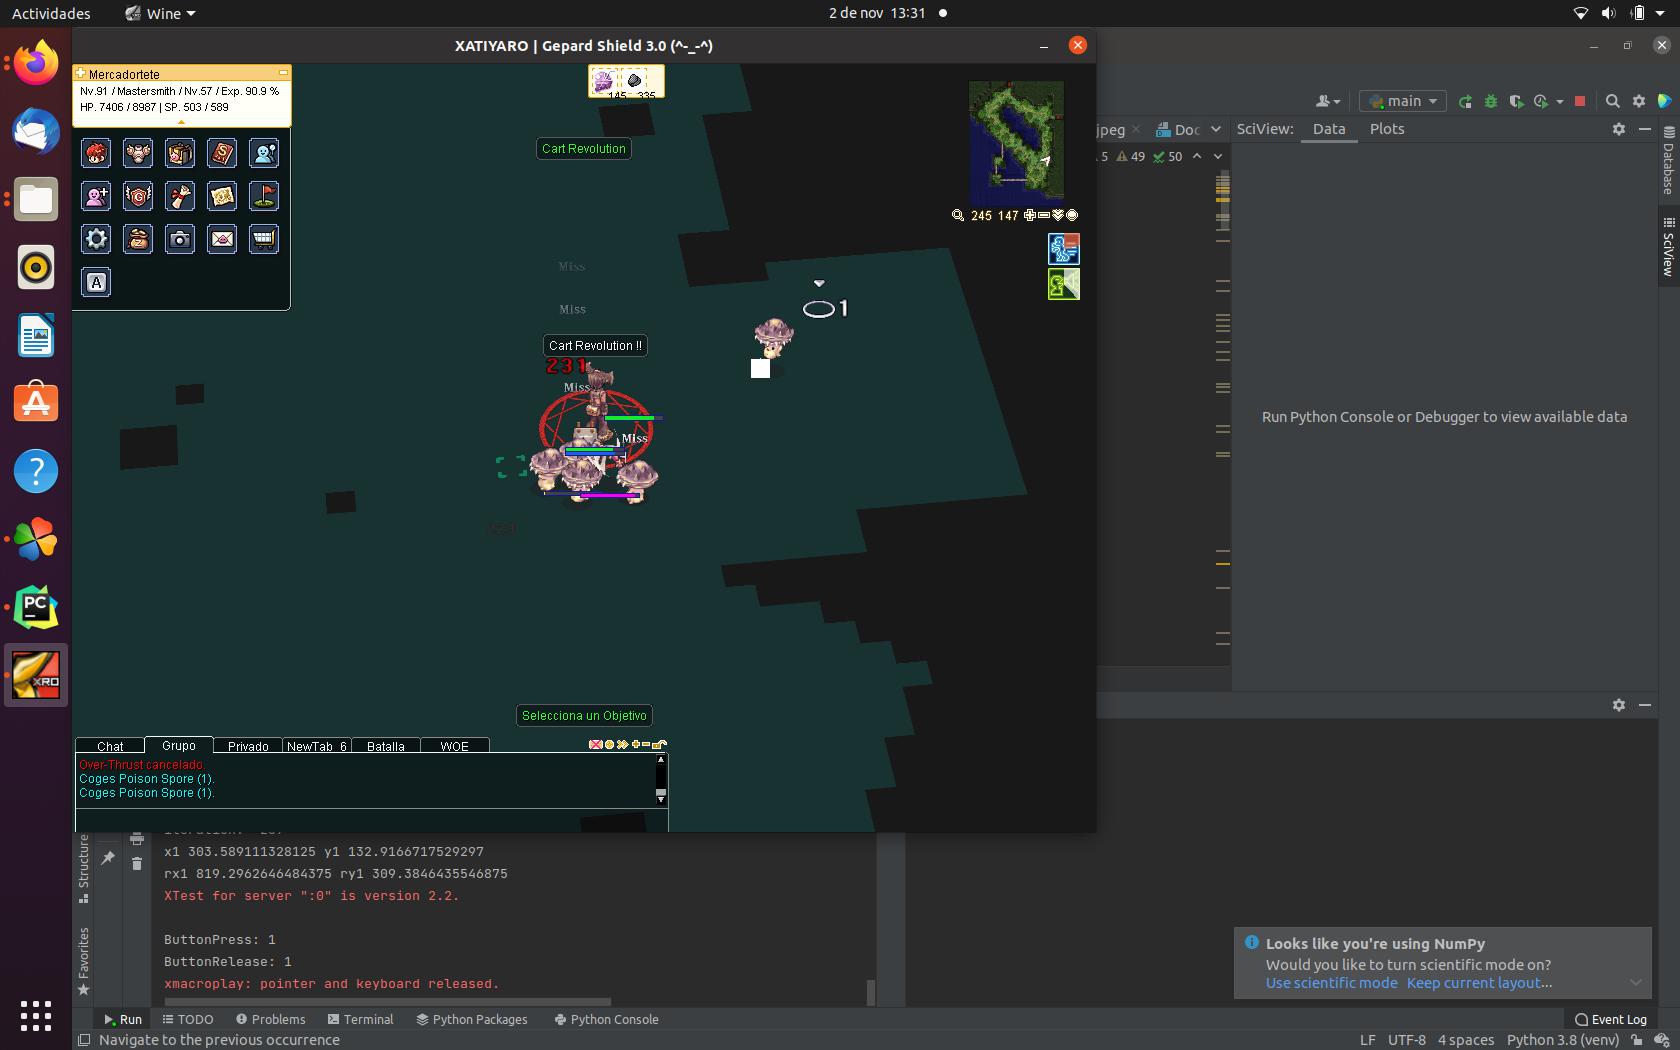 Actividades
Wine
2 de nov 13:31
XATIYARO | Gepard Shield 3.0 (^-_-^)
Mercadortete
Nv.91 / Mastersmith / Nv.57 / Exp. 90.9 %
HP. 7406 / 8987 | SP. 503 / 589
145 335
Cart Revolution
245 147
Miss
Miss
1
Cart Revolution !!
231
Miss
Miss
Selecciona un Objetivo
Chat Grupo Privado NewTab 6 Batalla WOE
Over-Thrust cancelado.
Coges Poison Spore (1).
Coges Poison Spore (1).
A
PC
XRO
main
jpeg
Doc
SciView: Data Plots
5 49 50
Database
SciView
Run Python Console or Debugger to view available data
x1 303.589111328125 y1 132.9166717529297
rx1 819.2962646484375 ry1 309.3846435546875
XTest for server ":0" is version 2.2.
ButtonPress: 1
ButtonRelease: 1
xmacroplay: pointer and keyboard released.
Structure
Favorites
Looks like you're using NumPy
Would you like to turn scientific mode on?
Use scientific mode Keep current layout...
Run TODO Problems Terminal Python Packages Python Console
Event Log
Navigate to the previous occurrence
LF UTF-8 4 spaces Python 3.8 (venv)